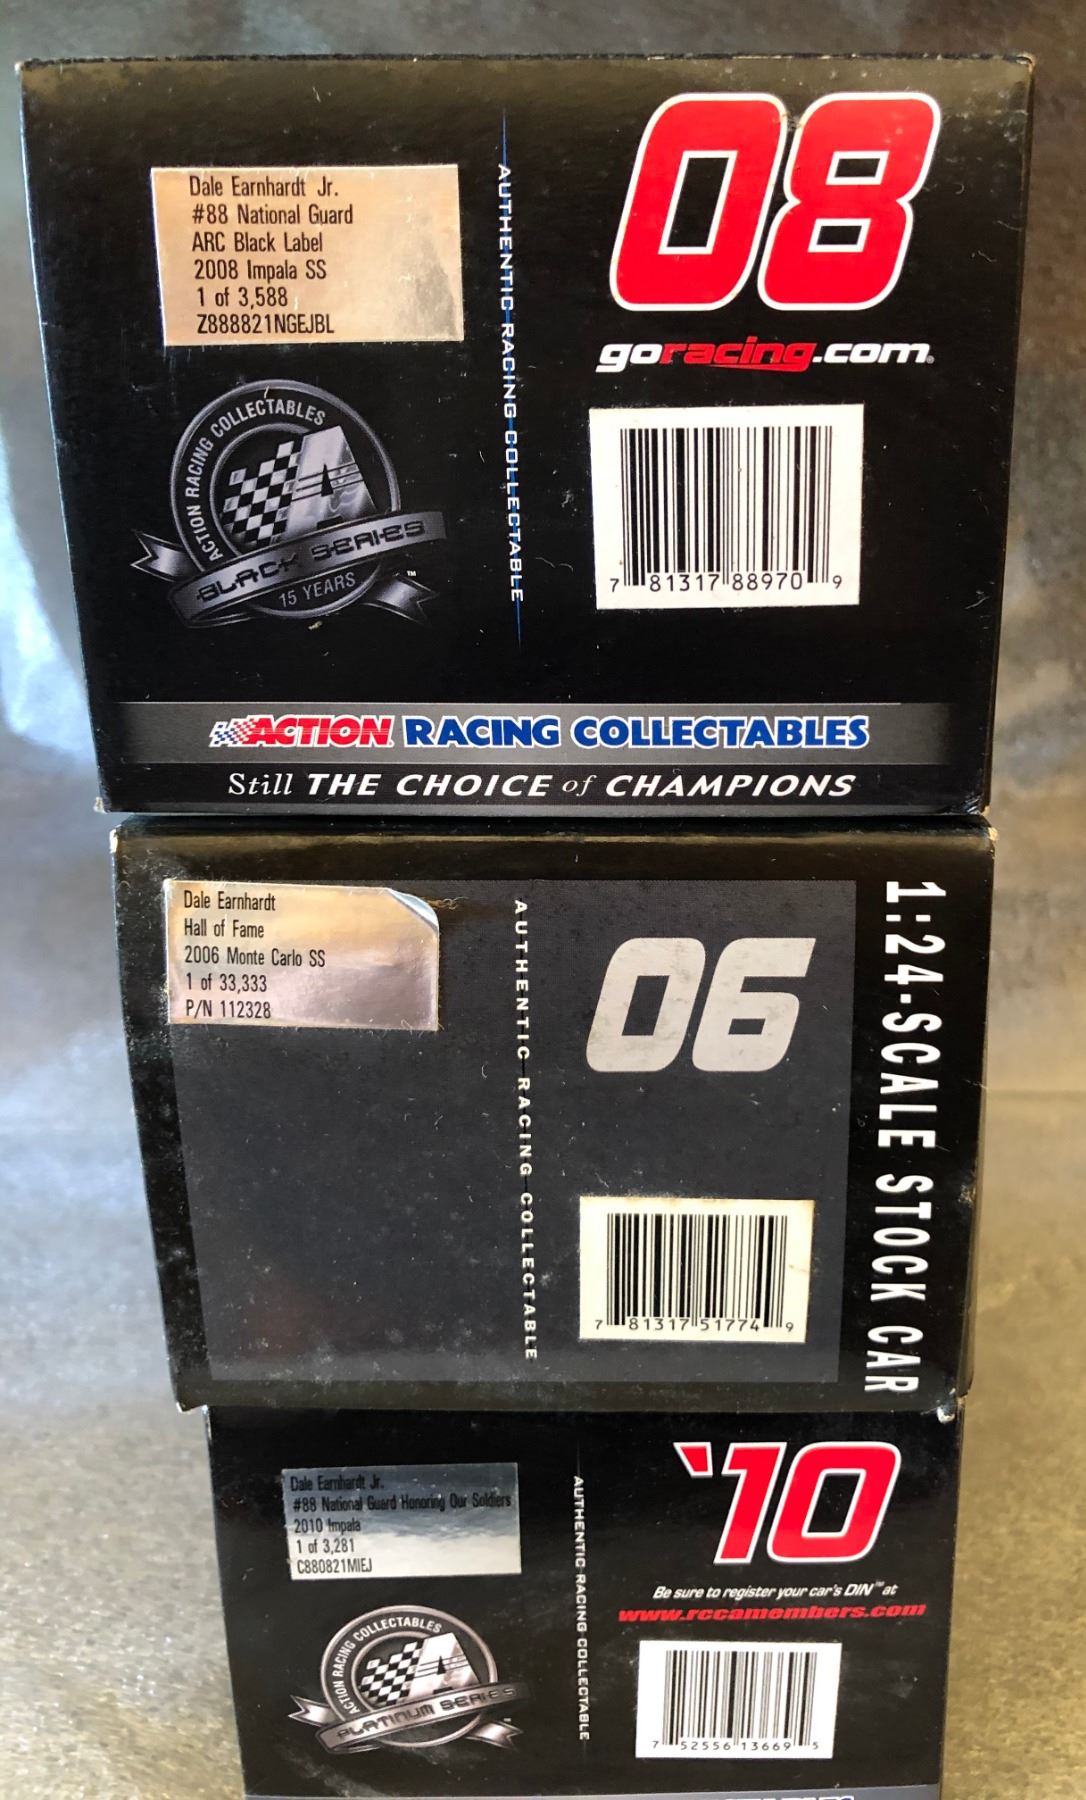 Dale Earnhardt Jr.
#88 National Guard
ARC Black Label
2008 Impala SS
1 of 3,588
Z888821NGEJBL
ACTION RACING COLLECTABLES
A
BLACK SERIES
15 YEARS
™
AUTHENTIC RACING COLLECTABLE
08
goracing.com®
7 81317 88970 9
ACTION RACING COLLECTABLES
Still THE CHOICE of CHAMPIONS
Dale Earnhardt
Hall of Fame
2006 Monte Carlo SS
1 of 33,333
P/N 112328
AUTHENTIC RACING COLLECTABLE
06
7 81317 51774 9
1:24-SCALE STOCK CAR
Dale Earnhardt Jr.
#88 National Guard Honoring Our Soldiers
2010 Impala
1 of 3,281
C880821MIEJ
ACTION RACING COLLECTABLES
A
PLATINUM SERIES
AUTHENTIC RACING COLLECTABLE
'10
Be sure to register your car's DIN™ at
www.rccamembers.com
7 52556 13669 5